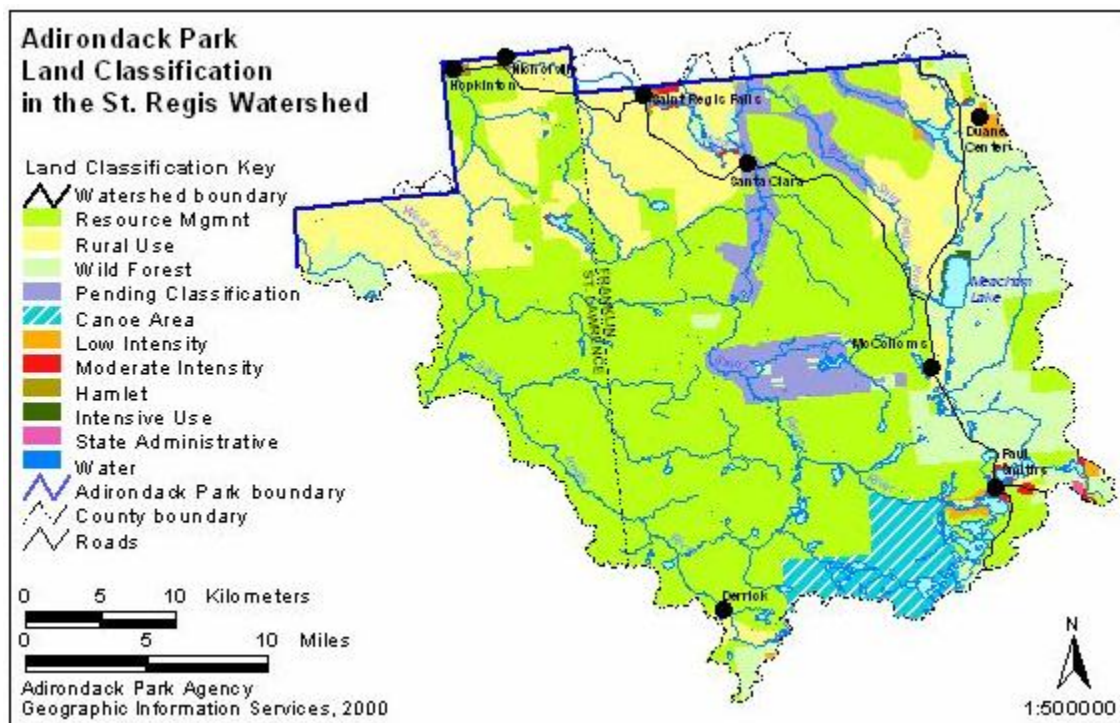 Adirondack Park
Land Classification
in the St. Regis Watershed
Land Classification Key
Watershed boundary
Resource Mgmnt
Rural Use
Wild Forest
Pending Classification
Canoe Area
Low Intensity
Moderate Intensity
Hamlet
Intensive Use
State Administrative
Water
Adirondack Park boundary
County boundary
Roads
0 5 10 Kilometers
0 5 10 Miles
Adirondack Park Agency
Geographic Information Services, 2000
Hopkinton
Saint Regis Falls
Duane
Center
Santa Clara
West Branch
FRANKLIN
ST. LAWRENCE
Meacham
Lake
McColloms
Paul
Smiths
Derrick
N
1:500000